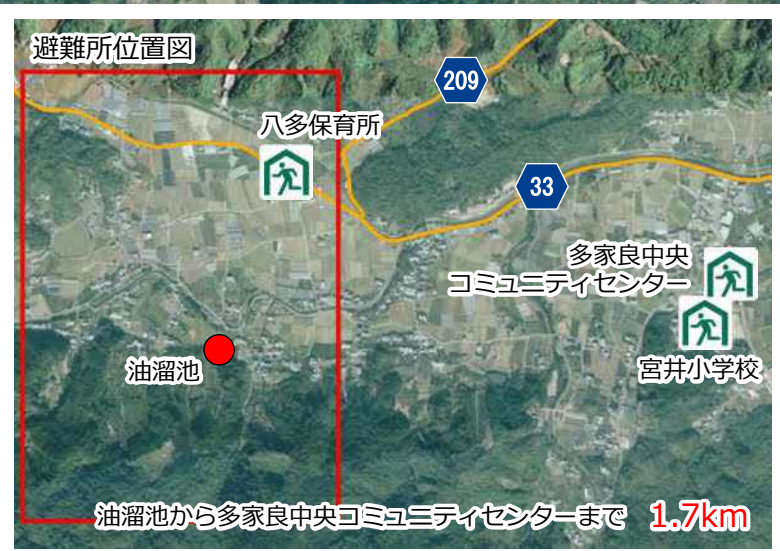 避難所位置図
209
八多保育所
33
多家良中央
コミュニティセンター
宮井小学校
油溜池
油溜池から多家良中央コミュニティセンターまで 1.7km